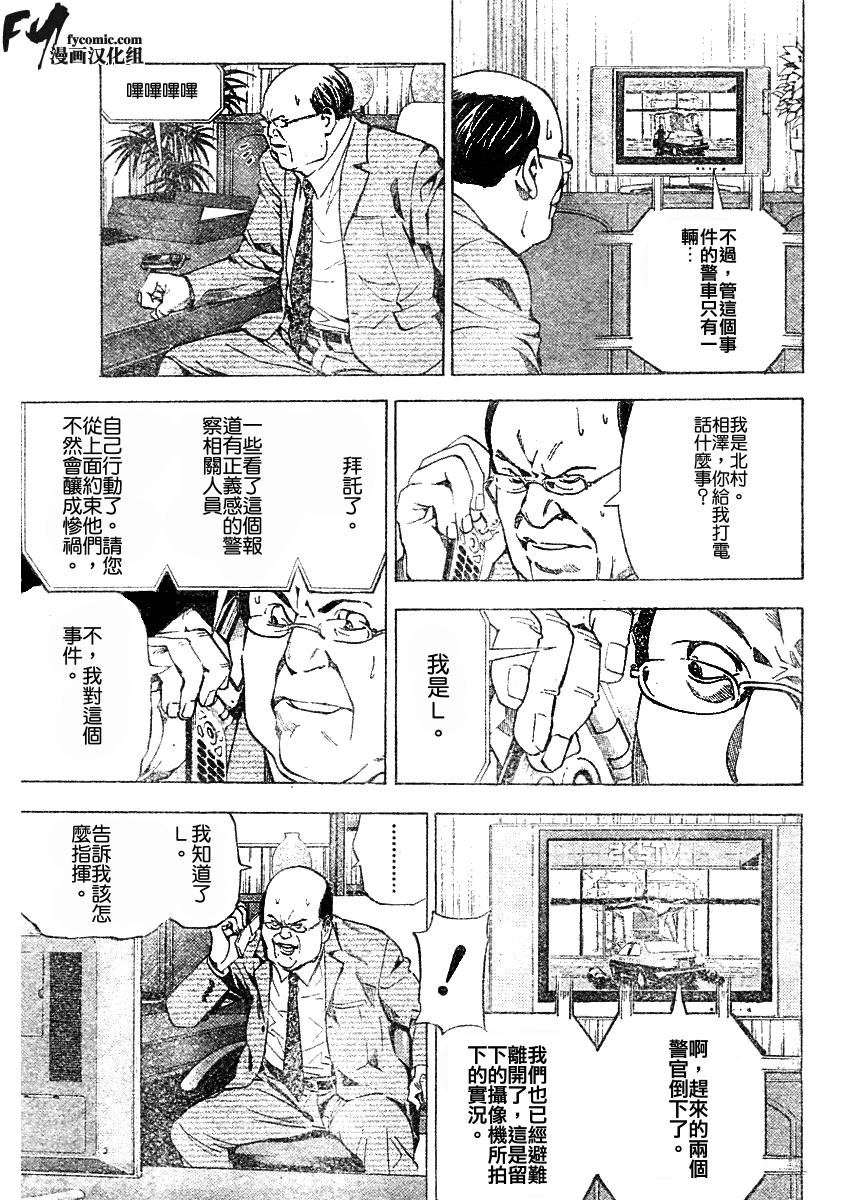 fycomic.com
漫画汉化组
不過，管這個事
件的警車只有一
輛…
嗶嗶嗶嗶
我是北村。
相澤，你給我打電
話什麼事？
我是L。
拜託了。
一些看了這個報
道有正義感的警
察相關人員
自己行動了。請您
從上面約束他們，
不然會釀成慘禍。
不，我對這個
事件。
啊，趕來的兩個
警官倒下了。
我們也已經避難
離開了，這是留
下的攝像機所拍
下的實況。
！
………
我知道了
L。
告訴我該怎
麼指揮。